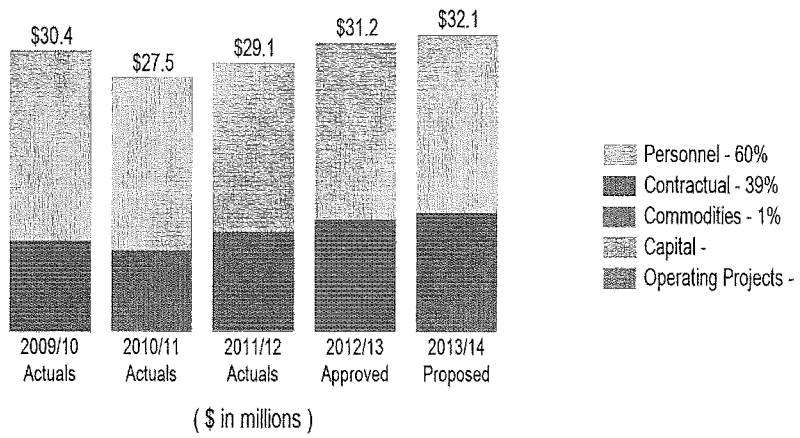 $30.4
$27.5
$29.1
$31.2
$32.1
Personnel - 60%
Contractual - 39%
Commodities - 1%
Capital -
Operating Projects -
2009/10
Actuals
2010/11
Actuals
2011/12
Actuals
2012/13
Approved
2013/14
Proposed
( $ in millions )